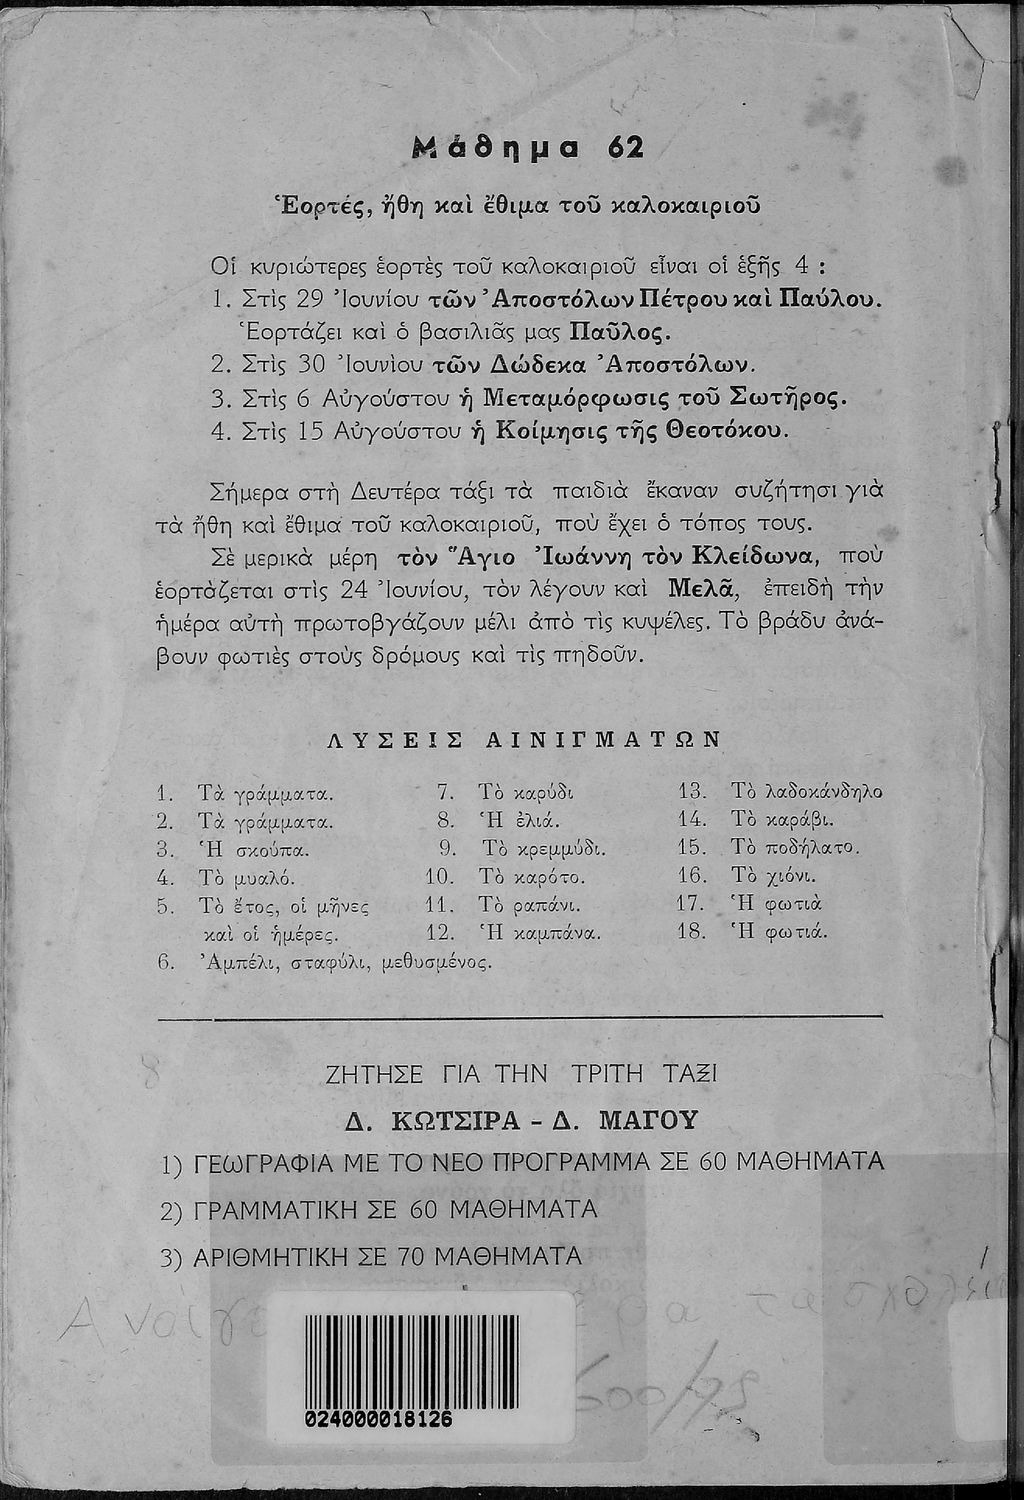 Μάθημα 62
Ἑορτές, ἤθη καὶ ἔθιμα τοῦ καλοκαιριοῦ
Οἱ κυριώτερες ἑορτὲς τοῦ καλοκαιριοῦ εἶναι οἱ ἑξῆς 4 :
1. Στὶς 29 Ἰουνίου τῶν Ἀποστόλων Πέτρου καὶ Παύλου.
Ἑορτάζει καὶ ὁ βασιλιᾶς μας Παῦλος.
2. Στὶς 30 Ἰουνίου τῶν Δώδεκα Ἀποστόλων.
3. Στὶς 6 Αὐγούστου ἡ Μεταμόρφωσις τοῦ Σωτῆρος.
4. Στὶς 15 Αὐγούστου ἡ Κοίμησις τῆς Θεοτόκου.
Σήμερα στὴ Δευτέρα τάξι τὰ παιδιὰ ἔκαναν συζήτησι γιὰ
τὰ ἤθη καὶ ἔθιμα τοῦ καλοκαιριοῦ, ποὺ ἔχει ὁ τόπος τους.
Σὲ μερικὰ μέρη τὸν Ἅγιο Ἰωάννη τὸν Κλείδωνα, ποὺ
ἑορτάζεται στὶς 24 Ἰουνίου, τὸν λέγουν καὶ Μελᾶ, ἐπειδὴ τὴν
ἡμέρα αὐτὴ πρωτοβγάζουν μέλι ἀπὸ τὶς κυψέλες. Τὸ βράδυ ἀνά-
βουν φωτιὲς στοὺς δρόμους καὶ τὶς πηδοῦν.
ΛΥΣΕΙΣ ΑΙΝΙΓΜΑΤΩΝ
1. Τὰ γράμματα. 7. Τὸ καρύδι 13. Τὸ λαδοκάνδηλο
2. Τὰ γράμματα. 8. Ἡ ἐλιά. 14. Τὸ καράβι.
3. Ἡ σκούπα. 9. Τὸ κρεμμύδι. 15. Τὸ ποδήλατο.
4. Τὸ μυαλό. 10. Τὸ καρότο. 16. Τὸ χιόνι.
5. Τὸ ἔτος, οἱ μῆνες 11. Τὸ ραπάνι. 17. Ἡ φωτιὰ
καὶ οἱ ἡμέρες. 12. Ἡ καμπάνα. 18. Ἡ φωτιά.
6. Ἀμπέλι, σταφύλι, μεθυσμένος.
ΖΗΤΗΣΕ ΓΙΑ ΤΗΝ ΤΡΙΤΗ ΤΑΞΙ
Δ. ΚΩΤΣΙΡΑ - Δ. ΜΑΓΟΥ
1) ΓΕΩΓΡΑΦΙΑ ΜΕ ΤΟ ΝΕΟ ΠΡΟΓΡΑΜΜΑ ΣΕ 60 ΜΑΘΗΜΑΤΑ
2) ΓΡΑΜΜΑΤΙΚΗ ΣΕ 60 ΜΑΘΗΜΑΤΑ
3) ΑΡΙΘΜΗΤΙΚΗ ΣΕ 70 ΜΑΘΗΜΑΤΑ
024000018126